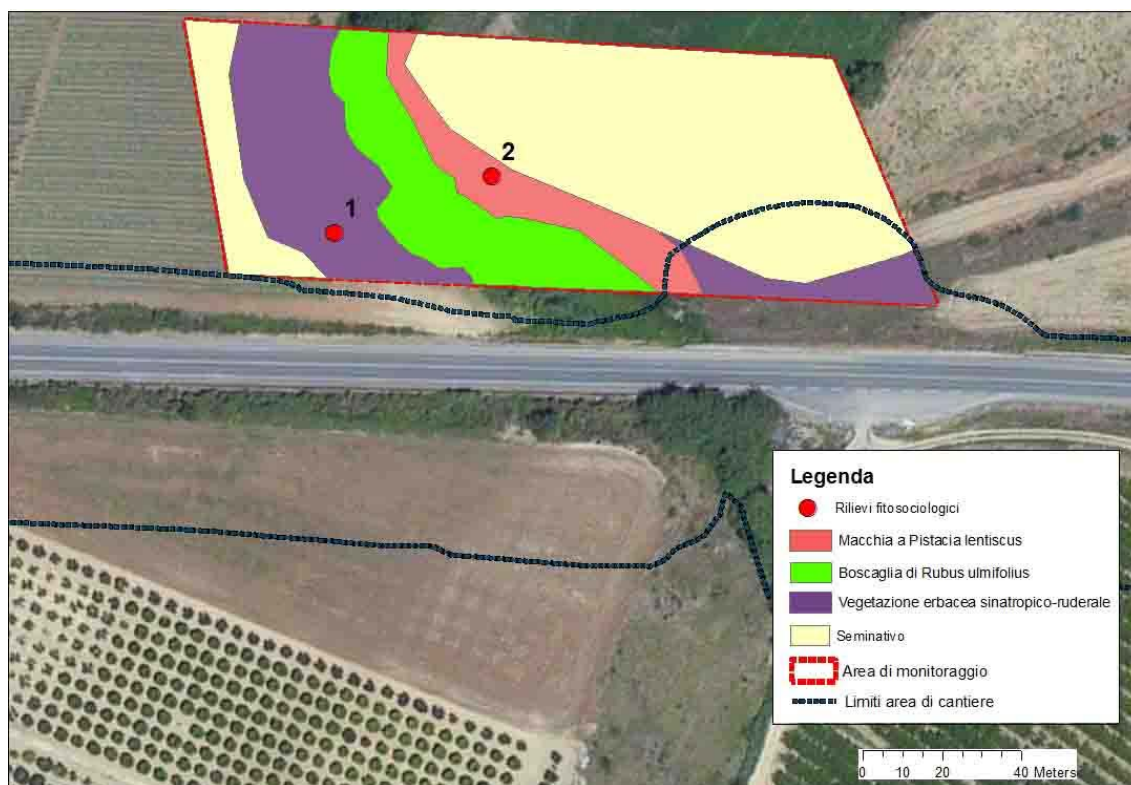 1
2
Legenda
Rilievi fitosociologici
Macchia a Pistacia lentiscus
Boscaglia di Rubus ulmifolius
Vegetazione erbacea sinatropico-ruderale
Seminativo
Area di monitoraggio
Limiti area di cantiere
0 10 20 40 Meters